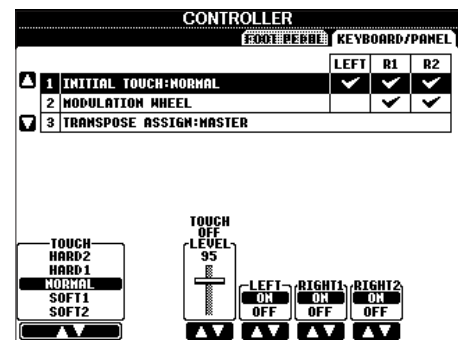 CONTROLLER
FOOT PEDAL KEYBOARD/PANEL
LEFT R1 R2
1 INITIAL TOUCH:NORMAL
2 MODULATION WHEEL
3 TRANSPOSE ASSIGN:MASTER
TOUCH
OFF
LEVEL
95
TOUCH
HARD2
HARD1
NORMAL
SOFT1
SOFT2
LEFT RIGHT1 RIGHT2
ON ON ON
OFF OFF OFF